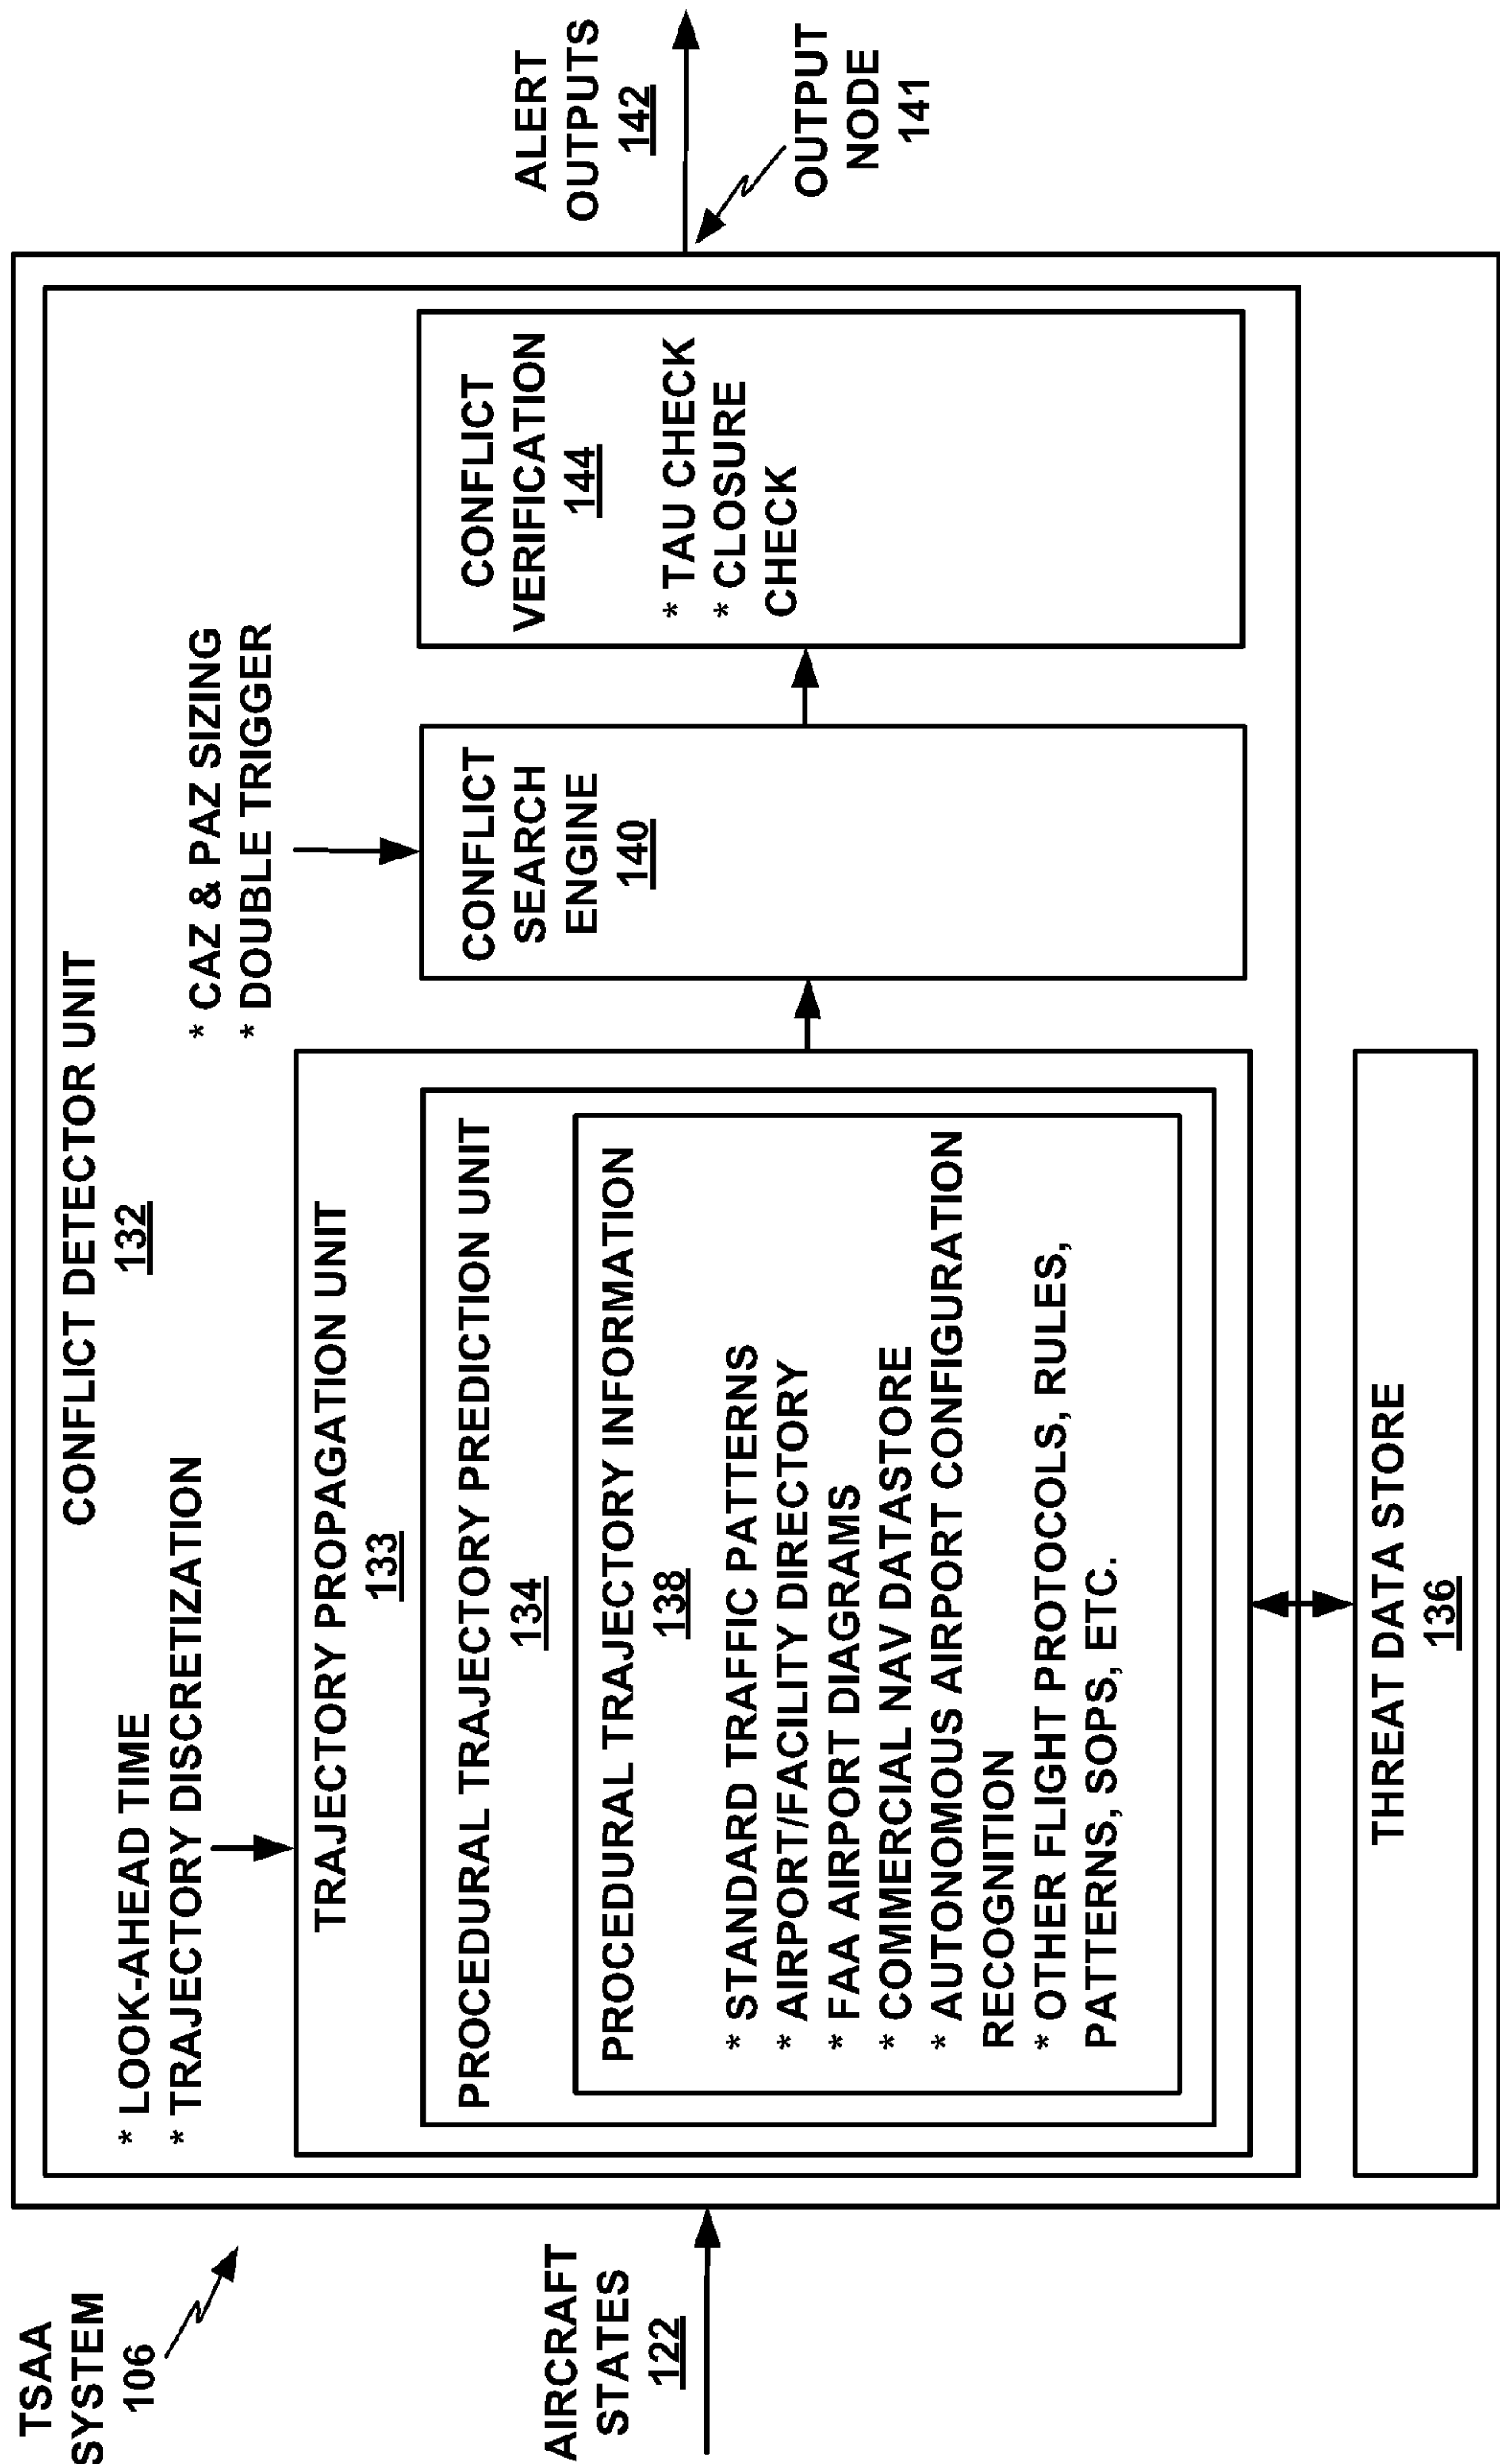 TSAA
SYSTEM
106
AIRCRAFT
STATES
122
CONFLICT DETECTOR UNIT
132
* LOOK-AHEAD TIME
* TRAJECTORY DISCRETIZATION
TRAJECTORY PROPAGATION UNIT
133
PROCEDURAL TRAJECTORY PREDICTION UNIT
134
PROCEDURAL TRAJECTORY INFORMATION
138
* STANDARD TRAFFIC PATTERNS
* AIRPORT/FACILITY DIRECTORY
* FAA AIRPORT DIAGRAMS
* COMMERCIAL NAV DATASTORE
* AUTONOMOUS AIRPORT CONFIGURATION
RECOGNITION
* OTHER FLIGHT PROTOCOLS, RULES,
PATTERNS, SOPS, ETC.
* CAZ & PAZ SIZING
* DOUBLE TRIGGER
CONFLICT
SEARCH
ENGINE
140
CONFLICT
VERIFICATION
144
* TAU CHECK
* CLOSURE
CHECK
THREAT DATA STORE
136
ALERT
OUTPUTS
142
OUTPUT
NODE
141